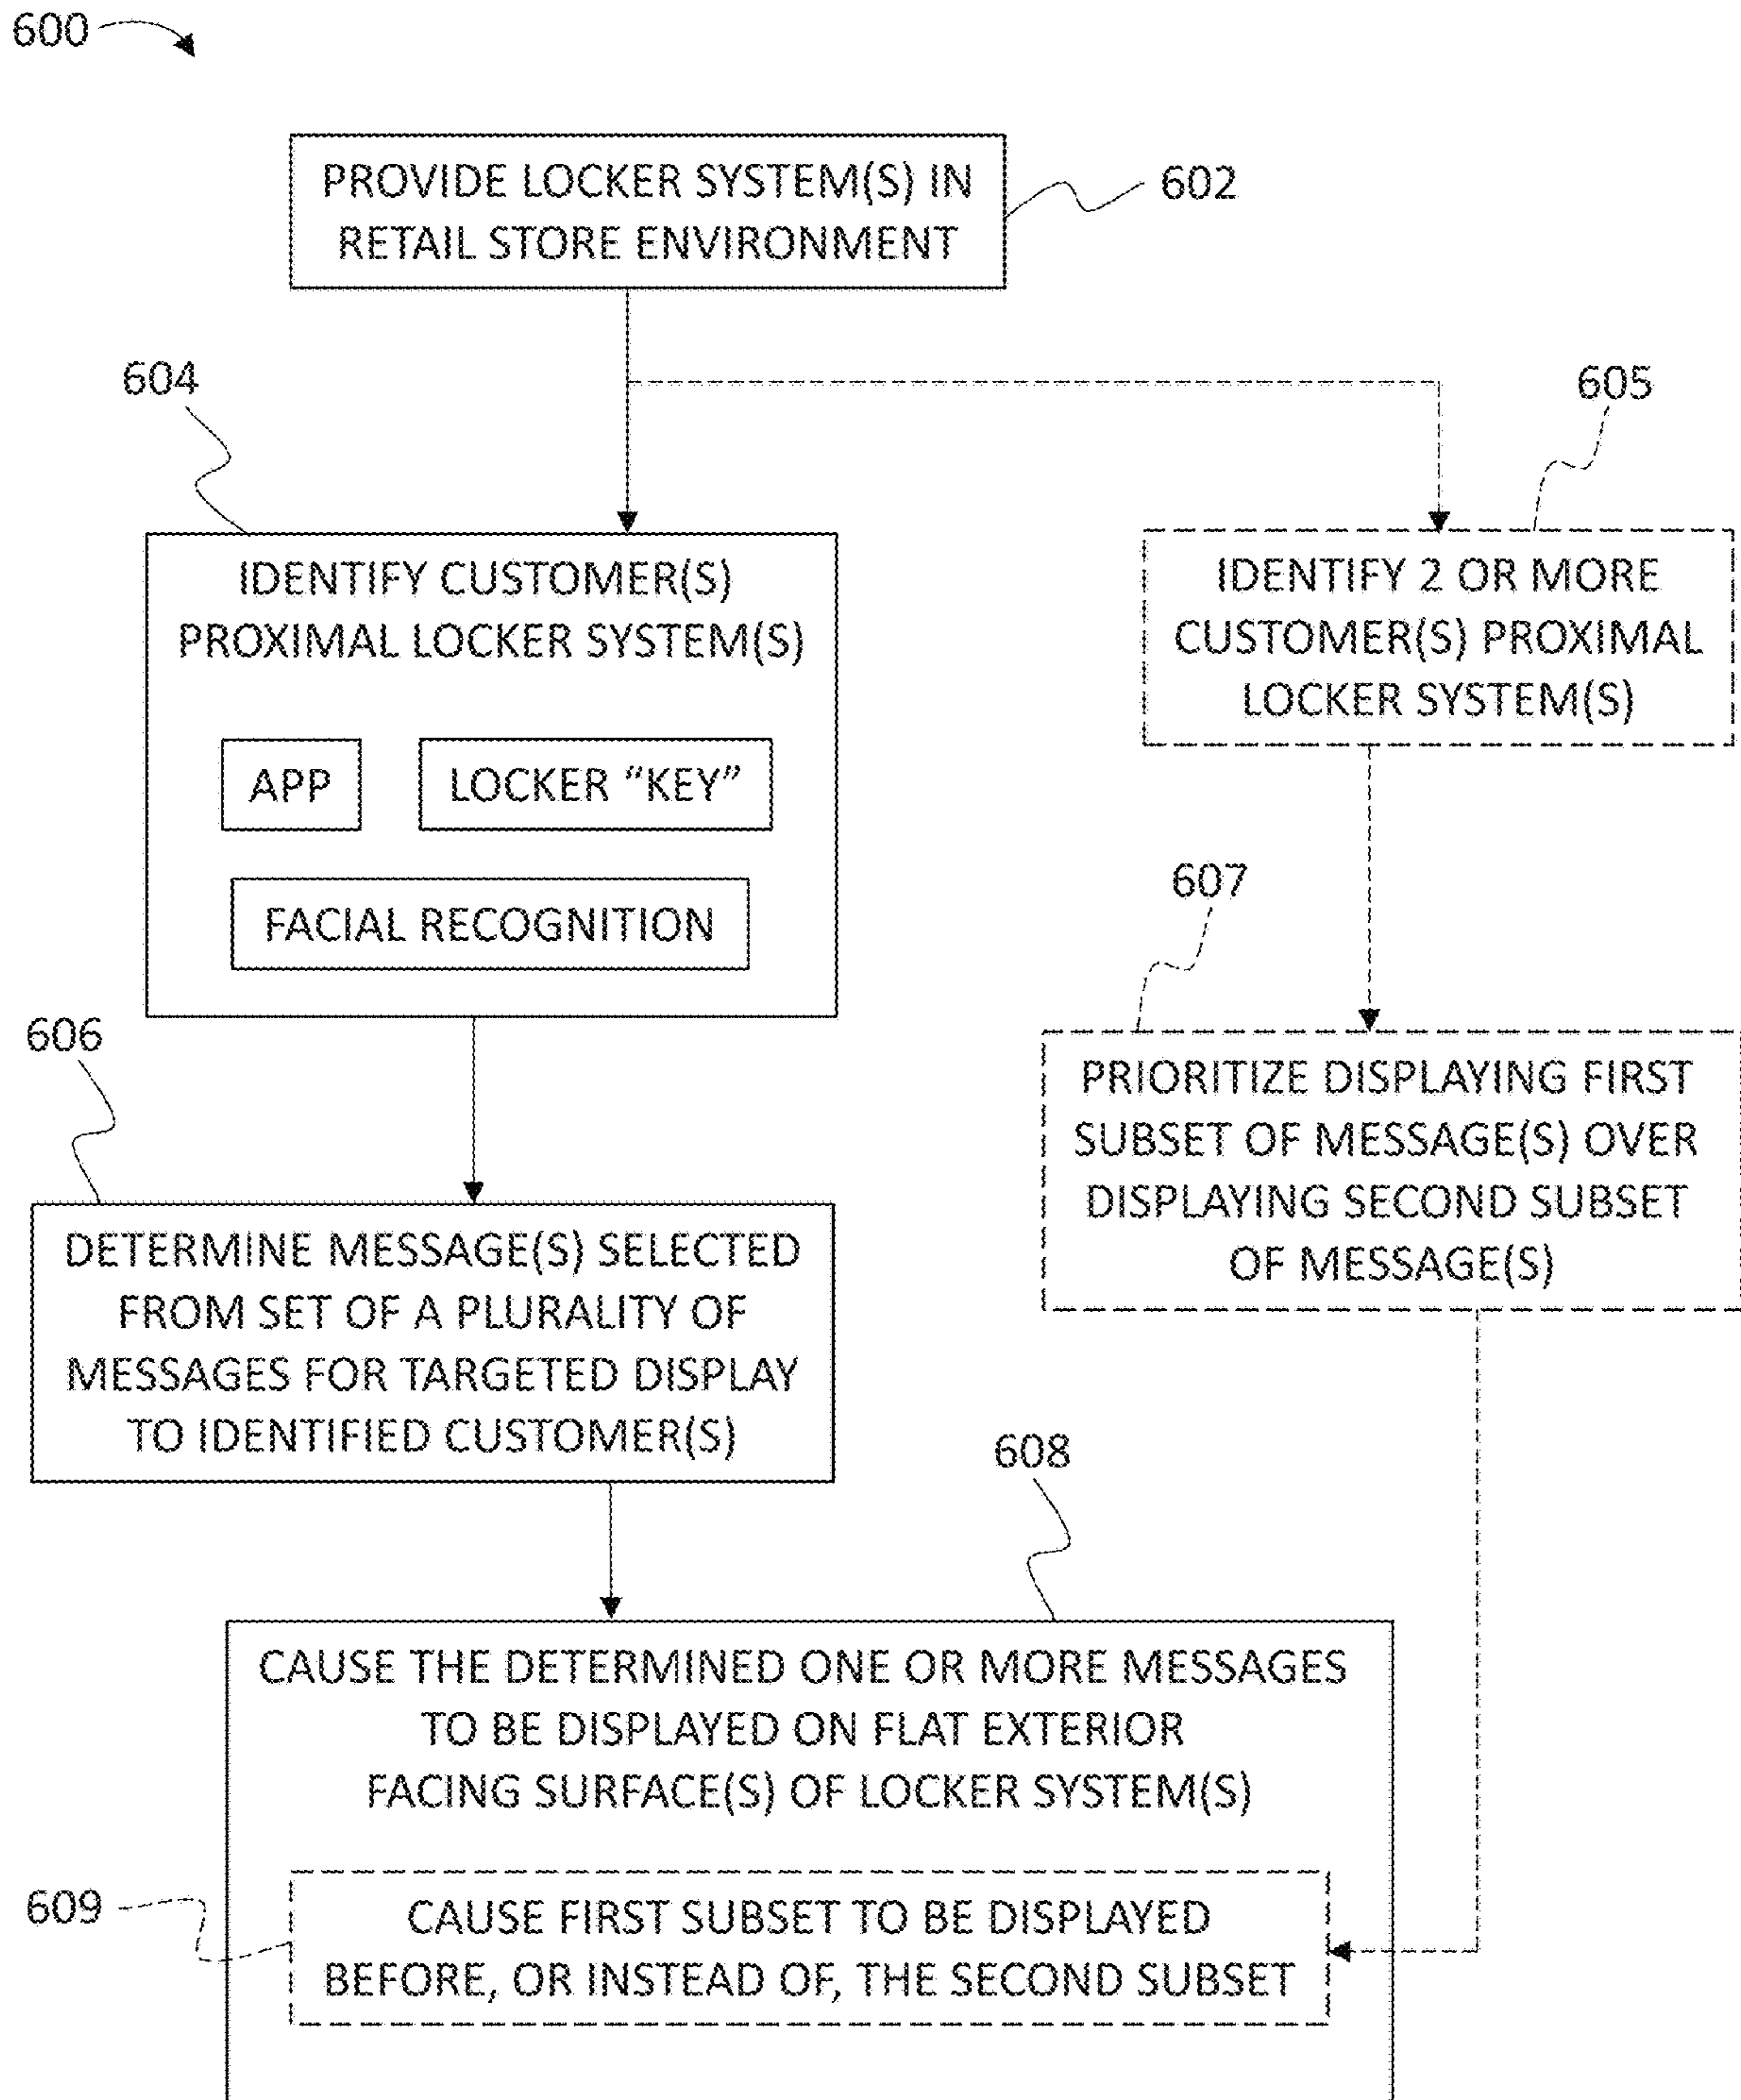 600
PROVIDE LOCKER SYSTEM(S) IN
RETAIL STORE ENVIRONMENT
602
604
IDENTIFY CUSTOMER(S)
PROXIMAL LOCKER SYSTEM(S)
APP
LOCKER “KEY”
FACIAL RECOGNITION
605
IDENTIFY 2 OR MORE
CUSTOMER(S) PROXIMAL
LOCKER SYSTEM(S)
606
DETERMINE MESSAGE(S) SELECTED
FROM SET OF A PLURALITY OF
MESSAGES FOR TARGETED DISPLAY
TO IDENTIFIED CUSTOMER(S)
607
PRIORITIZE DISPLAYING FIRST
SUBSET OF MESSAGE(S) OVER
DISPLAYING SECOND SUBSET
OF MESSAGE(S)
608
CAUSE THE DETERMINED ONE OR MORE MESSAGES
TO BE DISPLAYED ON FLAT EXTERIOR
FACING SURFACE(S) OF LOCKER SYSTEM(S)
609
CAUSE FIRST SUBSET TO BE DISPLAYED
BEFORE, OR INSTEAD OF, THE SECOND SUBSET